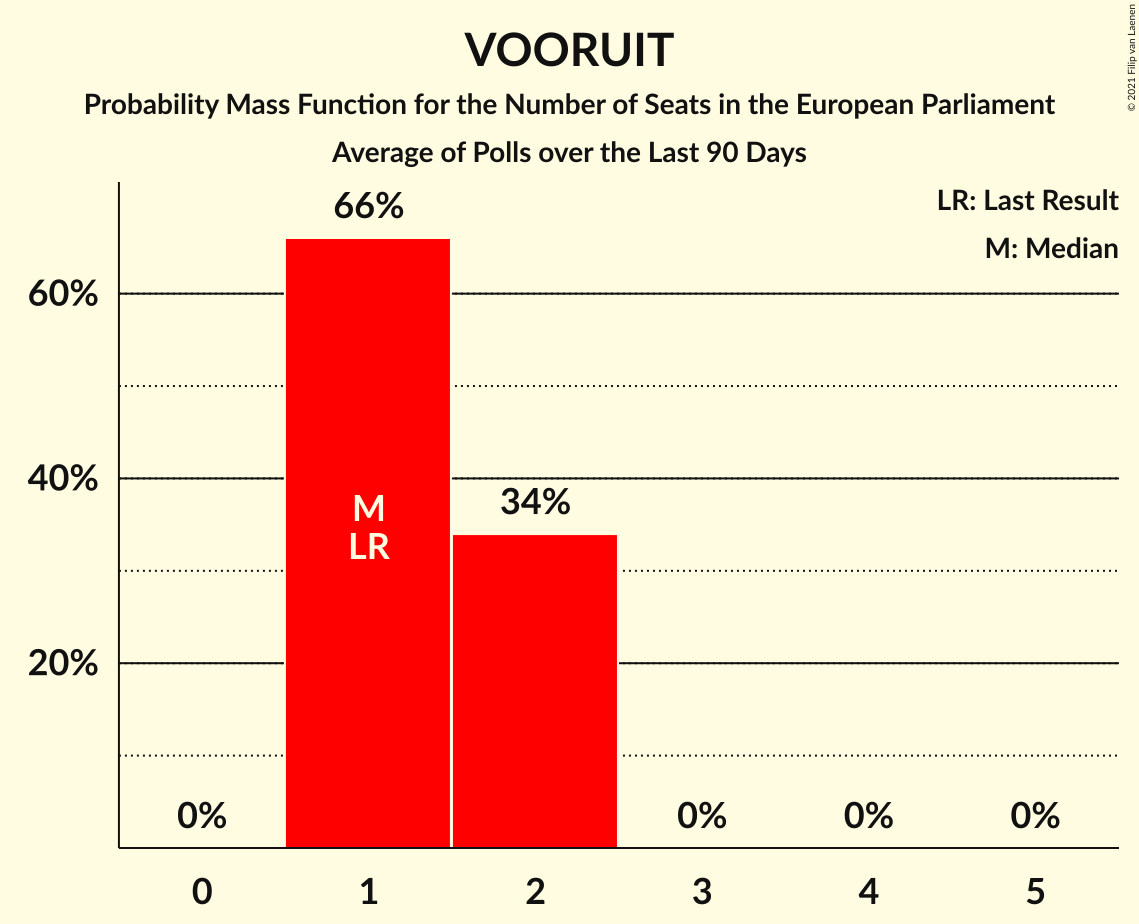 VOORUIT
Probability Mass Function for the Number of Seats in the European Parliament
Average of Polls over the Last 90 Days
© 2021 Filip van Laenen
LR: Last Result
M: Median
66%
60%
40%
34%
M
LR
20%
0%
0%
0%
0%
0
1
2
3
4
5